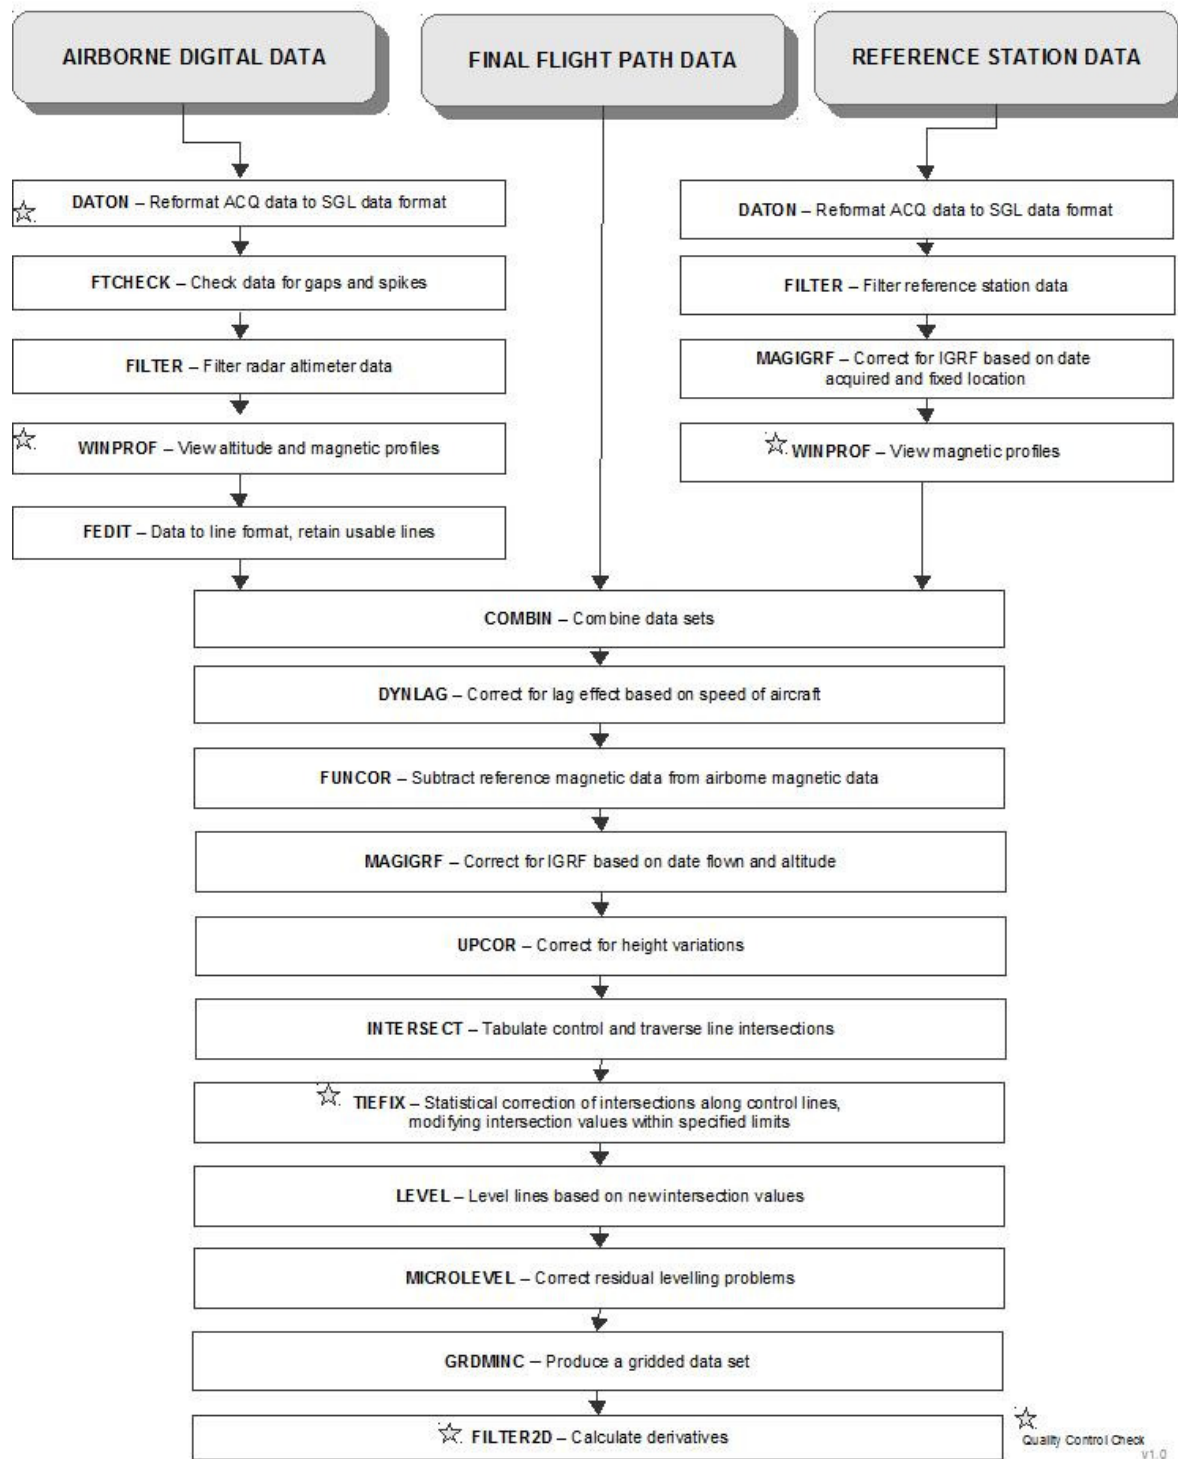 AIRBORNE DIGITAL DATA
FINAL FLIGHT PATH DATA
REFERENCE STATION DATA
DATON – Reformat ACQ data to SGL data format
FTCHECK – Check data for gaps and spikes
FILTER – Filter radar altimeter data
WINPROF – View altitude and magnetic profiles
FEDIT – Data to line format, retain usable lines
DATON – Reformat ACQ data to SGL data format
FILTER – Filter reference station data
MAGIGRF – Correct for IGRF based on date
acquired and fixed location
WINPROF – View magnetic profiles
COMBIN – Combine data sets
DYNLAG – Correct for lag effect based on speed of aircraft
FUNCOR – Subtract reference magnetic data from airborne magnetic data
MAGIGRF – Correct for IGRF based on date flown and altitude
UPCOR – Correct for height variations
INTERSECT – Tabulate control and traverse line intersections
TIEFIX – Statistical correction of intersections along control lines,
modifying intersection values within specified limits
LEVEL – Level lines based on new intersection values
MICROLEVEL – Correct residual levelling problems
GRDMINC – Produce a gridded data set
FILTER2D – Calculate derivatives
Quality Control Check
v1.0